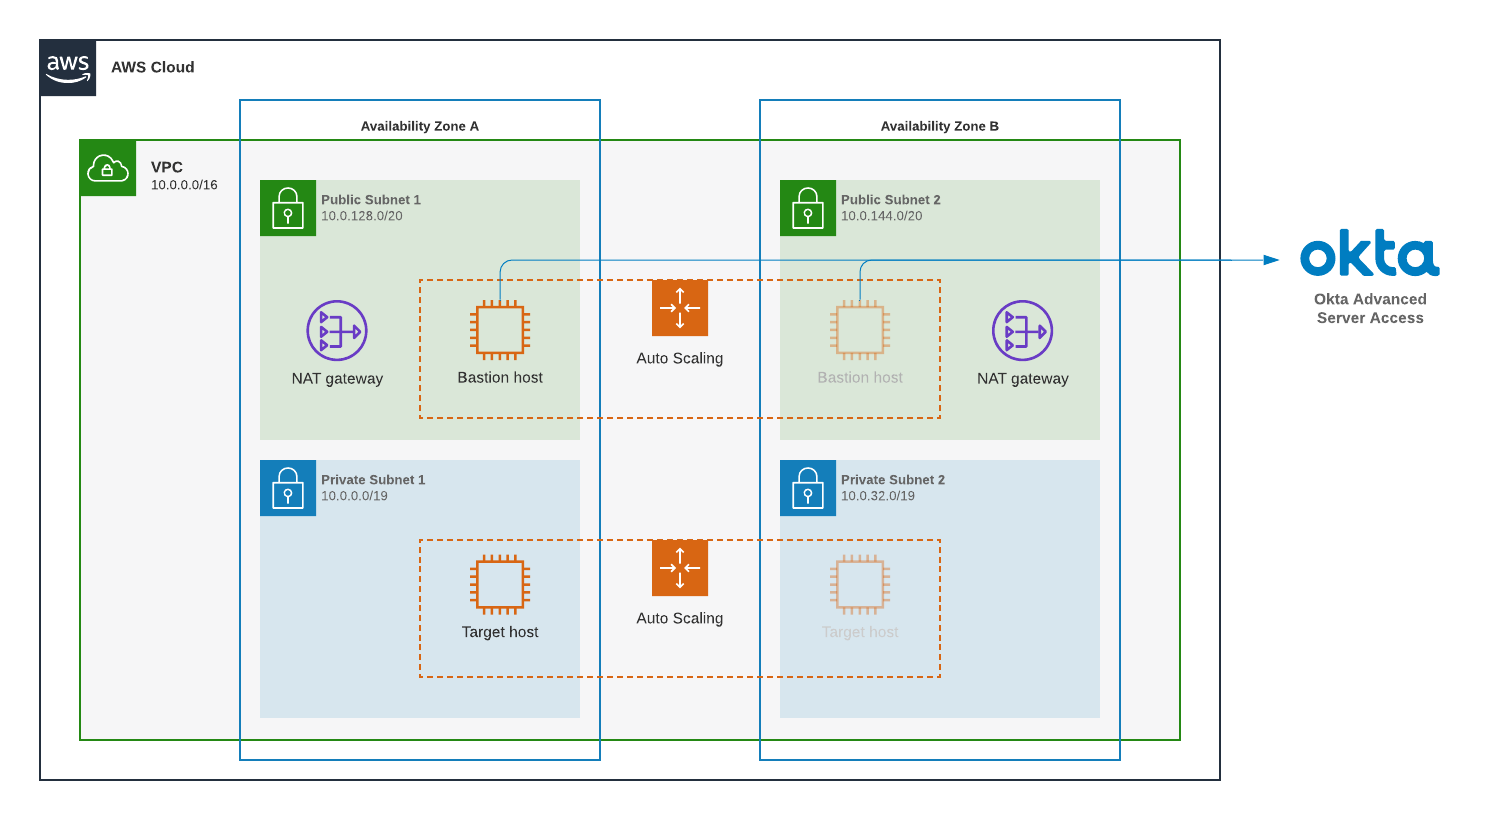 aws
AWS Cloud
Availability Zone A
Availability Zone B
VPC
10.0.0.0/16
Public Subnet 1
10.0.128.0/20
Public Subnet 2
10.0.144.0/20
okta
Okta Advanced
Server Access
NAT gateway
Bastion host
Auto Scaling
Bastion host
NAT gateway
Private Subnet 1
10.0.0.0/19
Private Subnet 2
10.0.32.0/19
Target host
Auto Scaling
Target host